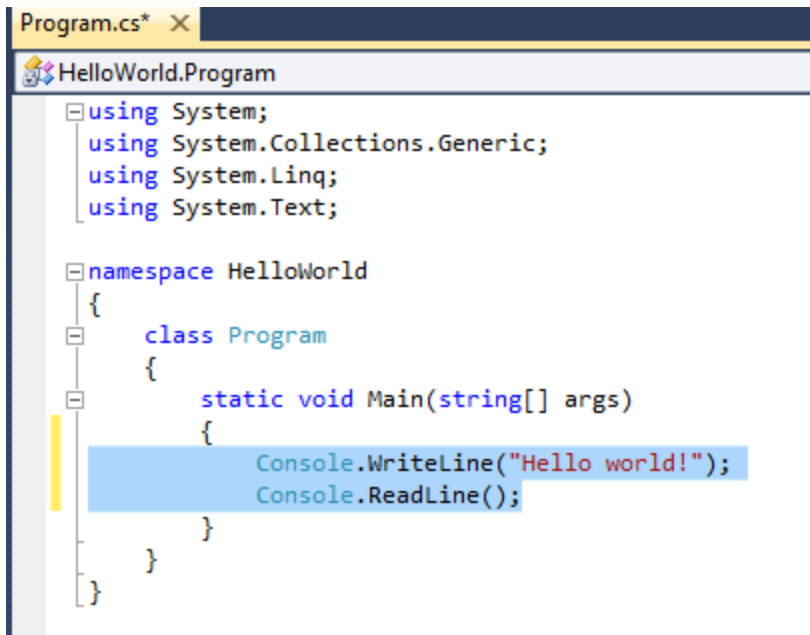 Program.cs*
HelloWorld.Program
using System;
using System.Collections.Generic;
using System.Linq;
using System.Text;
namespace HelloWorld
{
class Program
{
static void Main(string[] args)
{
Console.WriteLine("Hello world!");
Console.ReadLine();
}
}
}